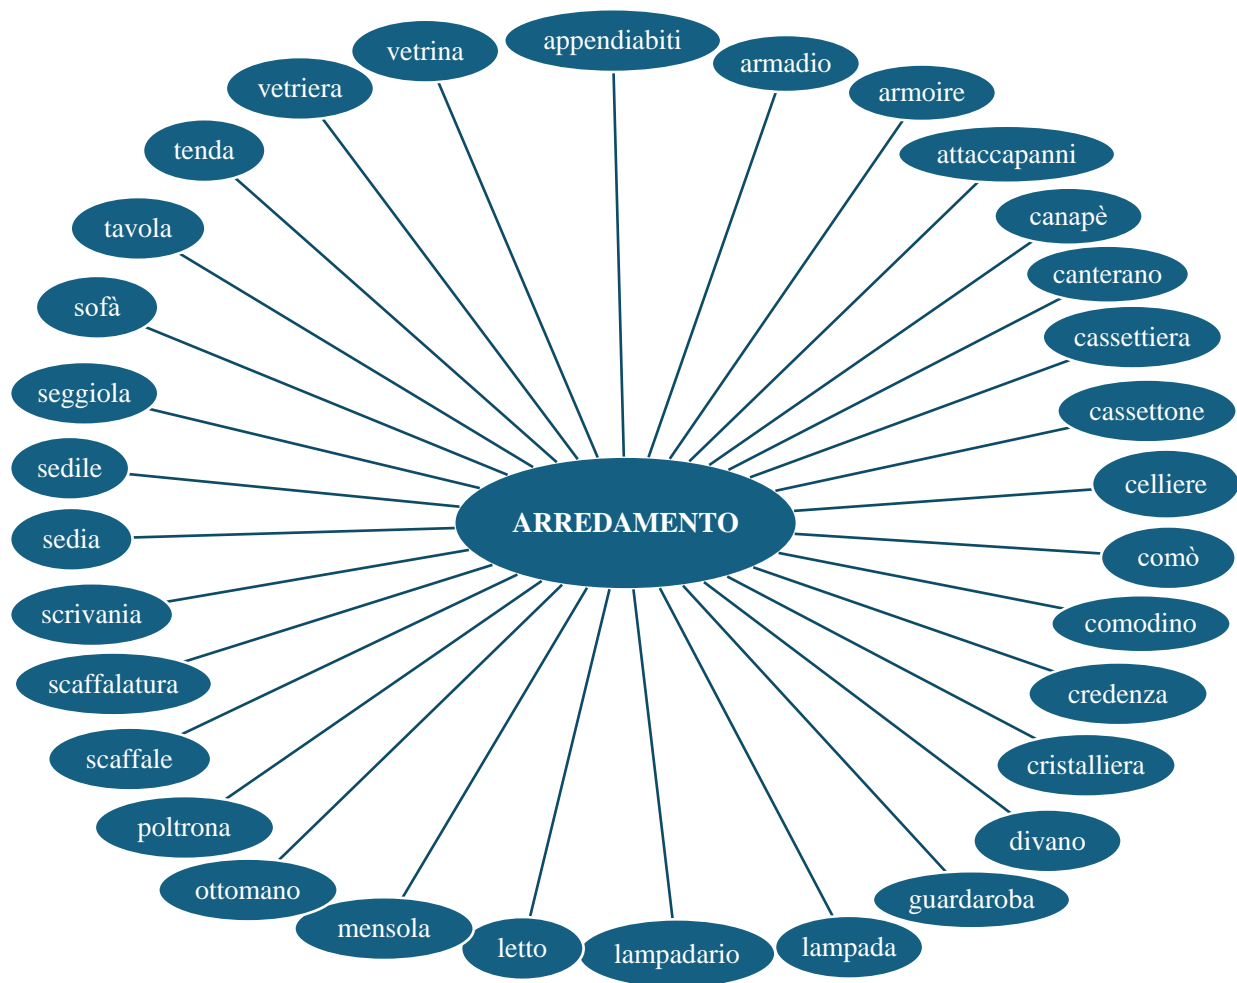 appendiabiti
armadio
armoire
attaccapanni
canapè
canterano
cassettiera
cassettone
celliere
comò
comodino
credenza
cristalliera
divano
guardaroba
lampada
lampadario
letto
mensola
ottomano
poltrona
scaffale
scaffalatura
scrivania
sedia
sedile
seggiola
sofà
tavola
tenda
vetriera
vetrina
ARREDAMENTO